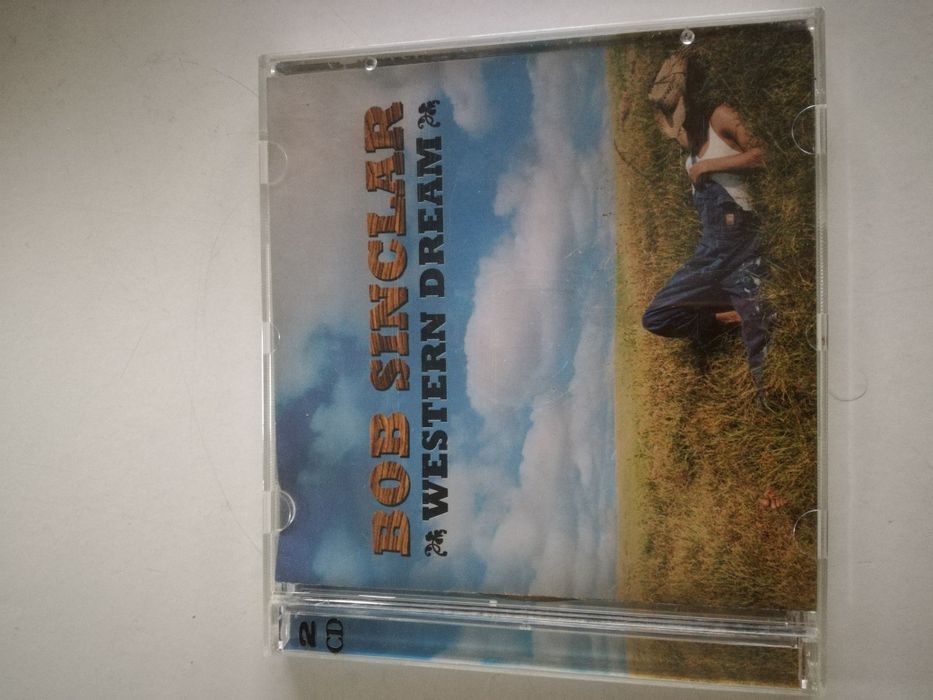 BOB SINCLAR
WESTERN DREAM
2
CD